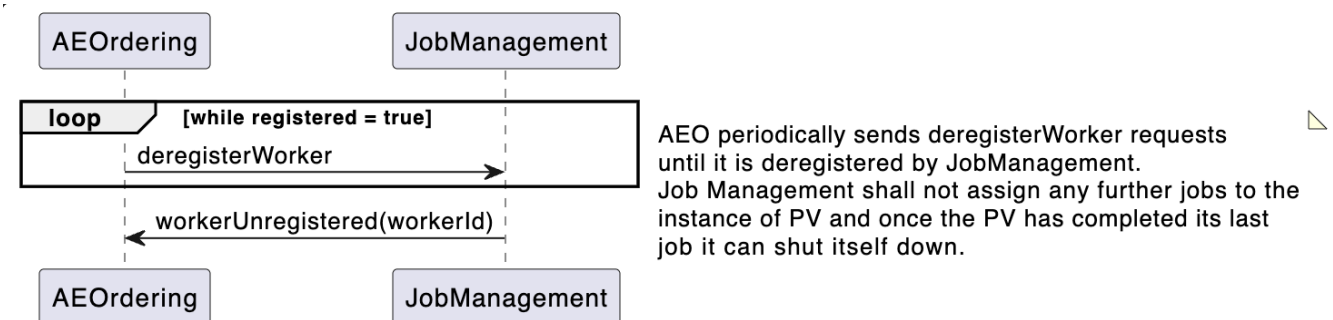 AEOrdering
JobManagement
loop
[while registered = true]
deregisterWorker
AEO periodically sends deregisterWorker requests
until it is deregistered by JobManagement.
Job Management shall not assign any further jobs to the
instance of PV and once the PV has completed its last
job it can shut itself down.
workerUnregistered(workerId)
AEOrdering
JobManagement